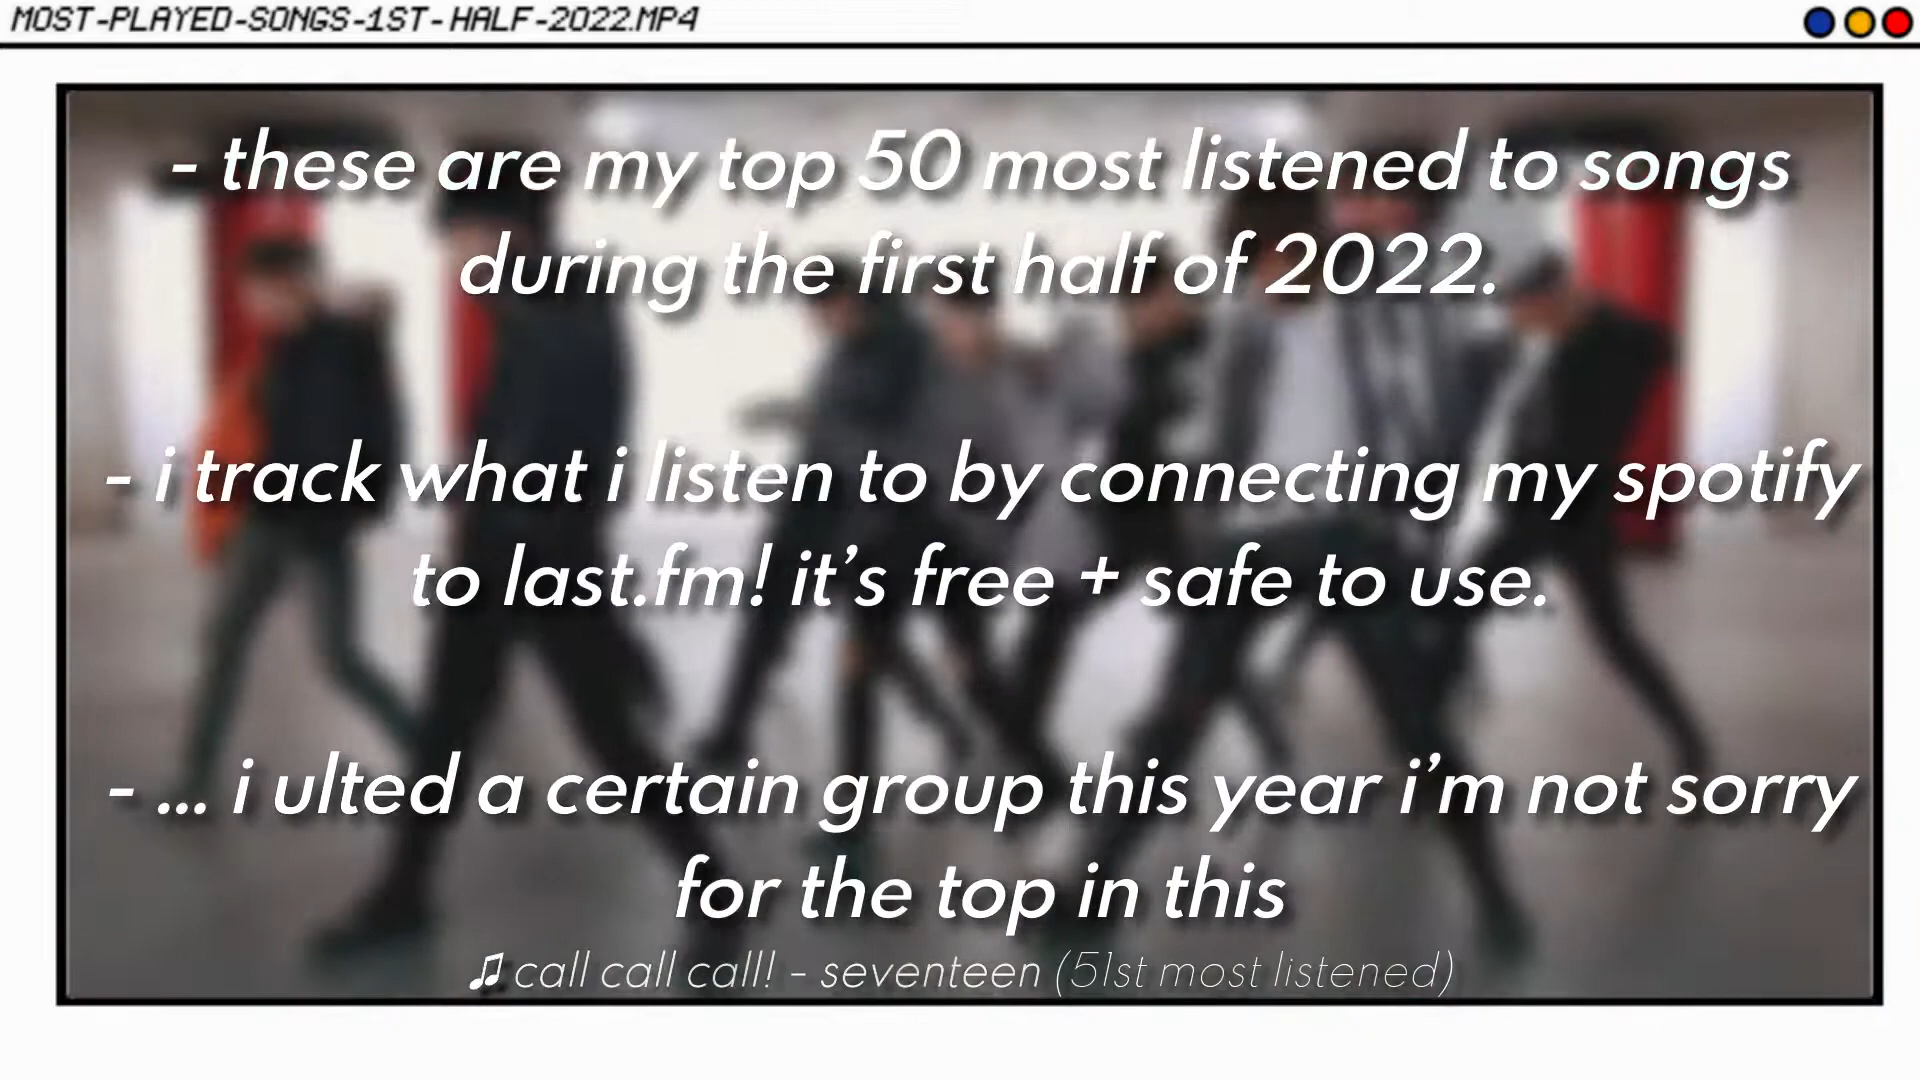 MOST-PLAYED-SONGS-1ST-HALF-2022.MP4
- these are my top 50 most listened to songs
during the first half of 2022.
- i track what i listen to by connecting my spotify
to last.fm! it’s free + safe to use.
- ... i ulted a certain group this year i’m not sorry
for the top in this
♫ call call call! - seventeen (51st most listened)